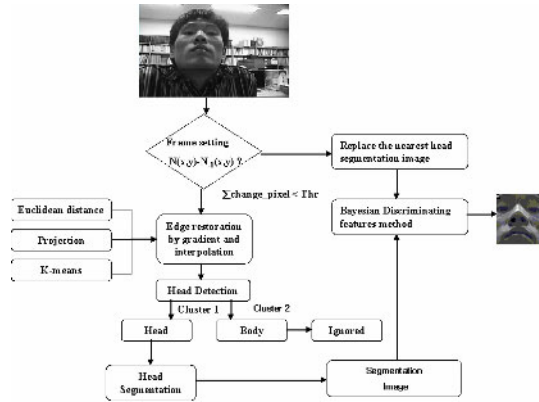 Frame setting
Replace the nearest head
segmentation image
∑change_pixel < Thr
Euclidean distance
Projection
K-means
Edge restoration
by gradient and
interpolation
Bayesian Discriminating
features method
Head Detection
Cluster 1
Cluster 2
Head
Body
Ignored
Head
Segmentation
Segmentation
Image